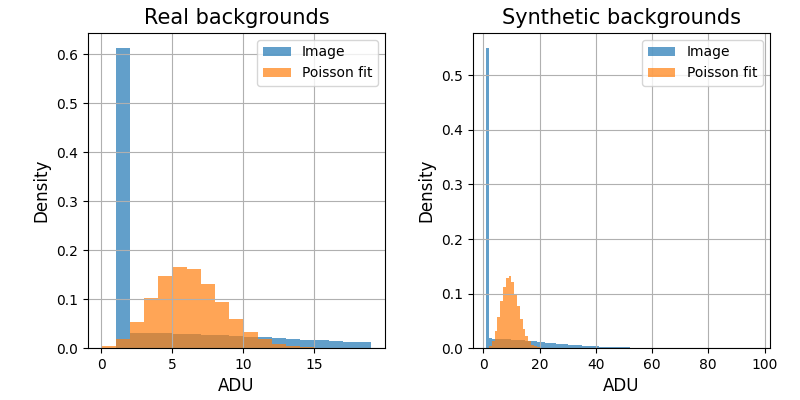 Real backgrounds
Image
Poisson fit
0.6
0.5
0.4
0.3
0.2
0.1
0.0
Density
0
5
10
15
ADU
Synthetic backgrounds
Image
Poisson fit
0.5
0.4
0.3
0.2
0.1
0.0
Density
0
20
40
60
80
100
ADU